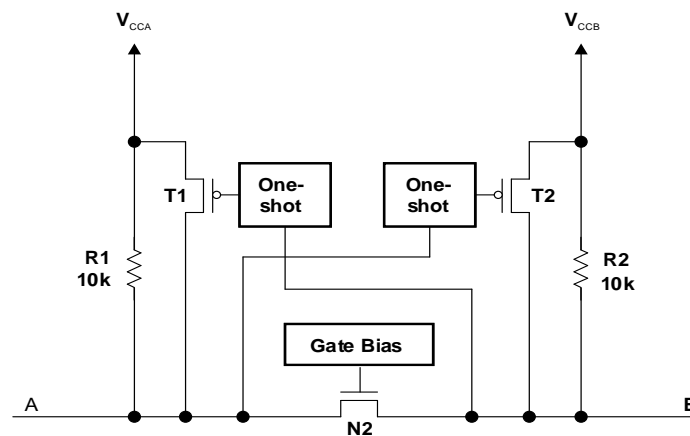 VCCA
VCCB
One-
shot
One-
shot
T1
T2
R1
10k
R2
10k
Gate Bias
A
B
N2